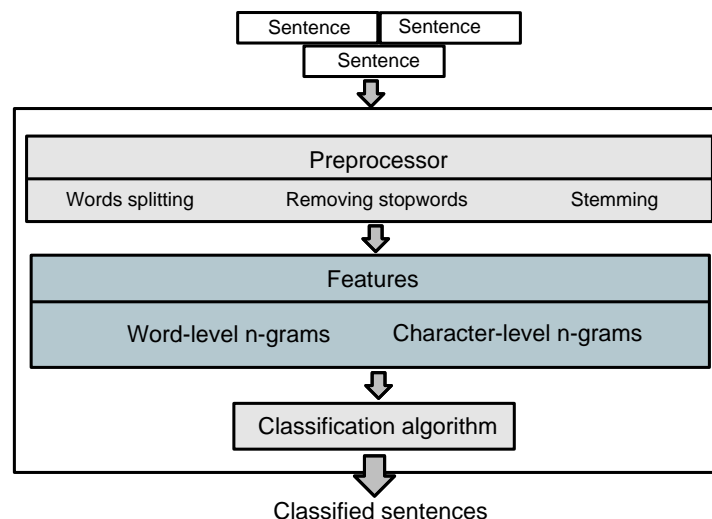 Sentence Sentence
Sentence
Preprocessor
Words splitting Removing stopwords Stemming
Features
Word-level n-grams Character-level n-grams
Classification algorithm
Classified sentences